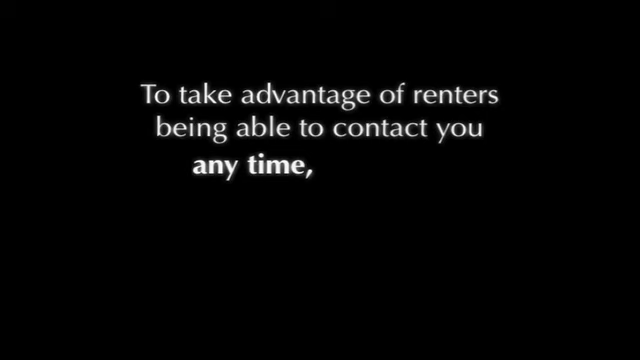 To take advantage of renters
being able to contact you
any time,